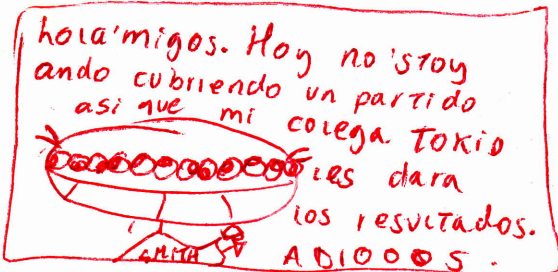 hola'migos. Hoy no 'stoy
ando cubriendo un partido
asi que mi colega TOKIO
les dara
los resultados.
ADIOOOS.